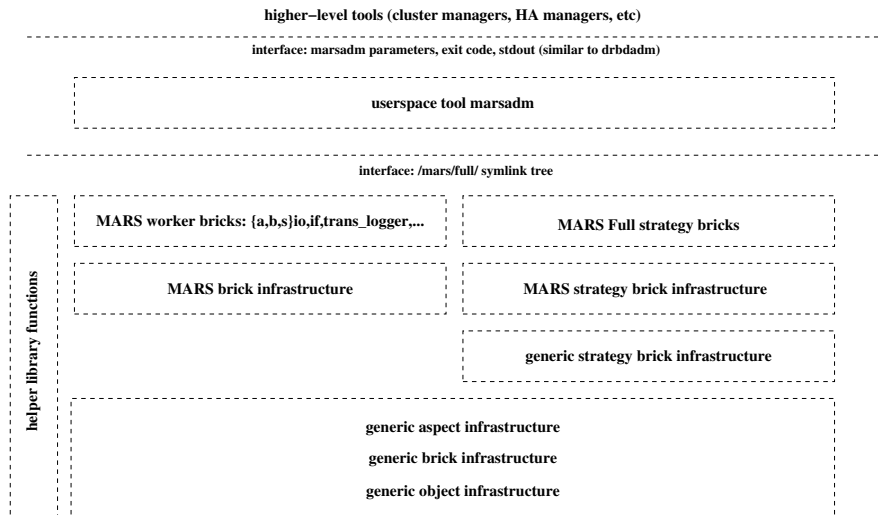 higher−level tools (cluster managers, HA managers, etc)
interface: marsadm parameters, exit code, stdout (similar to drbdadm)
userspace tool marsadm
interface: /mars/full/ symlink tree
MARS worker bricks: {a,b,s}io,if,trans_logger,...
MARS Full strategy bricks
MARS brick infrastructure
MARS strategy brick infrastructure
generic strategy brick infrastructure
helper library functions
generic aspect infrastructure
generic brick infrastructure
generic object infrastructure